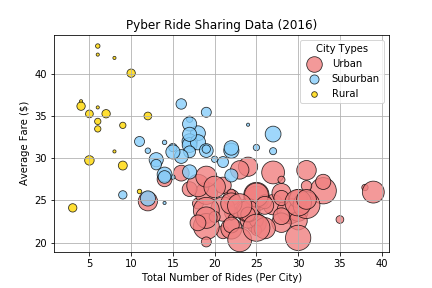 Pyber Ride Sharing Data (2016)
City Types
Urban
Suburban
Rural
Average Fare ($)
40
35
30
25
20
5 10 15 20 25 30 35 40
Total Number of Rides (Per City)